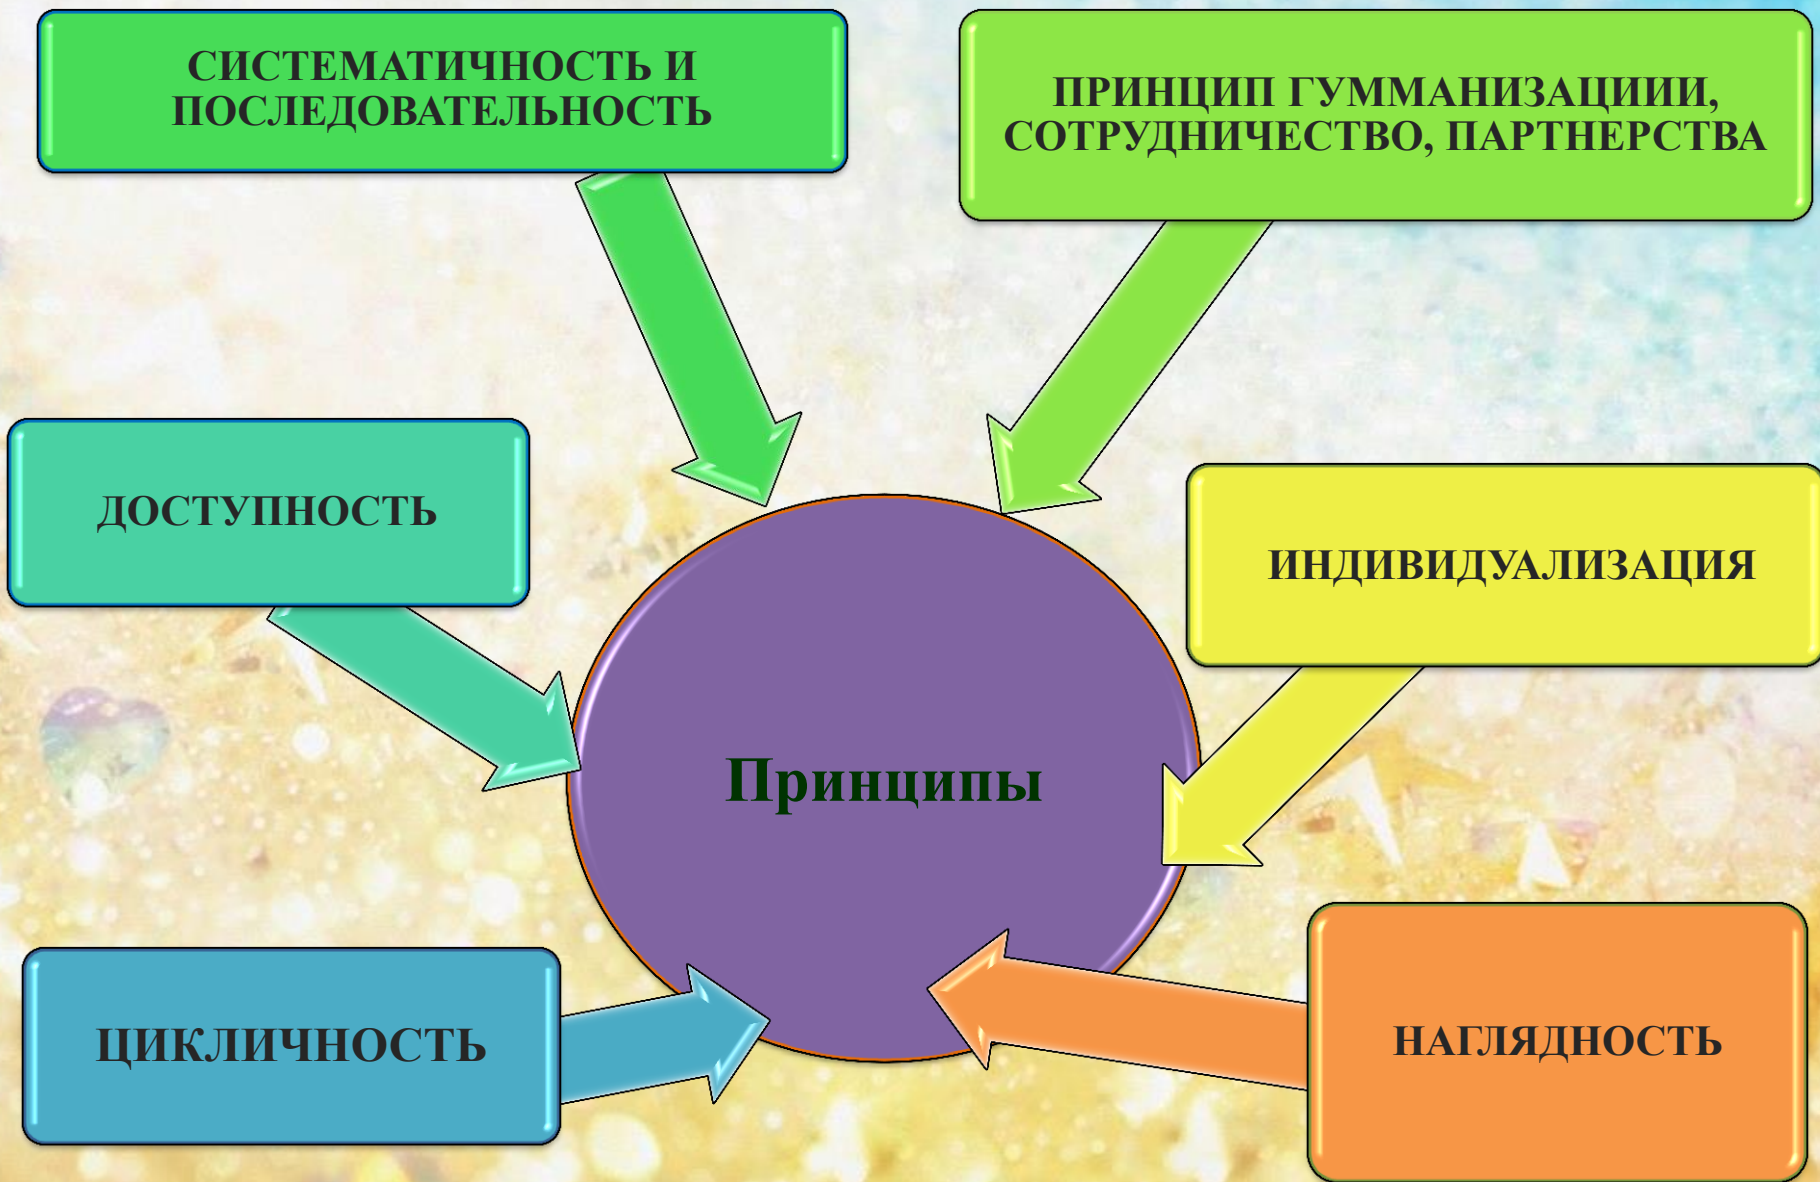 СИСТЕМАТИЧНОСТЬ И
ПОСЛЕДОВАТЕЛЬНОСТЬ
ПРИНЦИП ГУММАНИЗАЦИИИ,
СОТРУДНИЧЕСТВО, ПАРТНЕРСТВА
ДОСТУПНОСТЬ
ИНДИВИДУАЛИЗАЦИЯ
Принципы
ЦИКЛИЧНОСТЬ
НАГЛЯДНОСТЬ